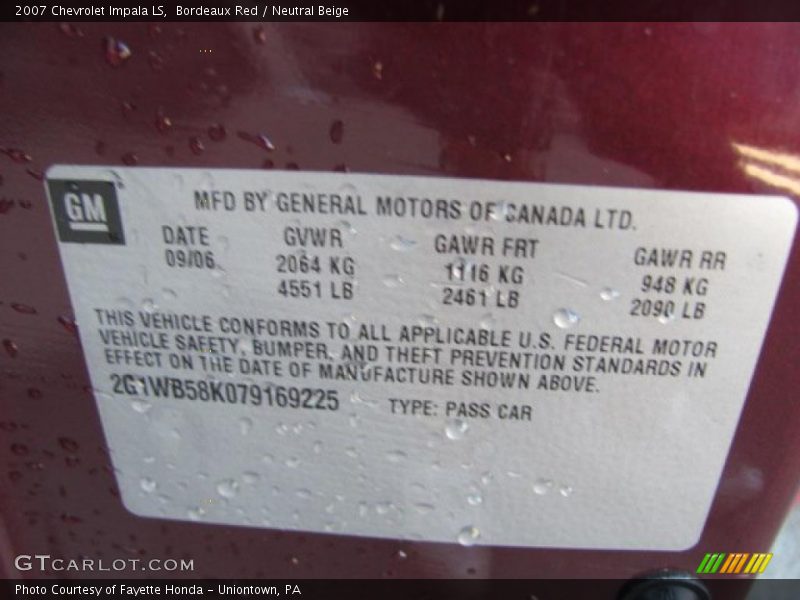 2007 Chevrolet Impala LS,  Bordeaux Red / Neutral Beige
GM
MFD BY GENERAL MOTORS OF CANADA LTD.
DATE GVWR GAWR FRT GAWR RR
09/06 2064 KG 1116 KG 948 KG
4551 LB 2461 LB 2090 LB
THIS VEHICLE CONFORMS TO ALL APPLICABLE U.S. FEDERAL MOTOR
VEHICLE SAFETY, BUMPER, AND THEFT PREVENTION STANDARDS IN
EFFECT ON THE DATE OF MANUFACTURE SHOWN ABOVE.
2G1WB58K079169225 TYPE: PASS CAR
GTCARLOT.COM
Photo Courtesy of Fayette Honda - Uniontown, PA